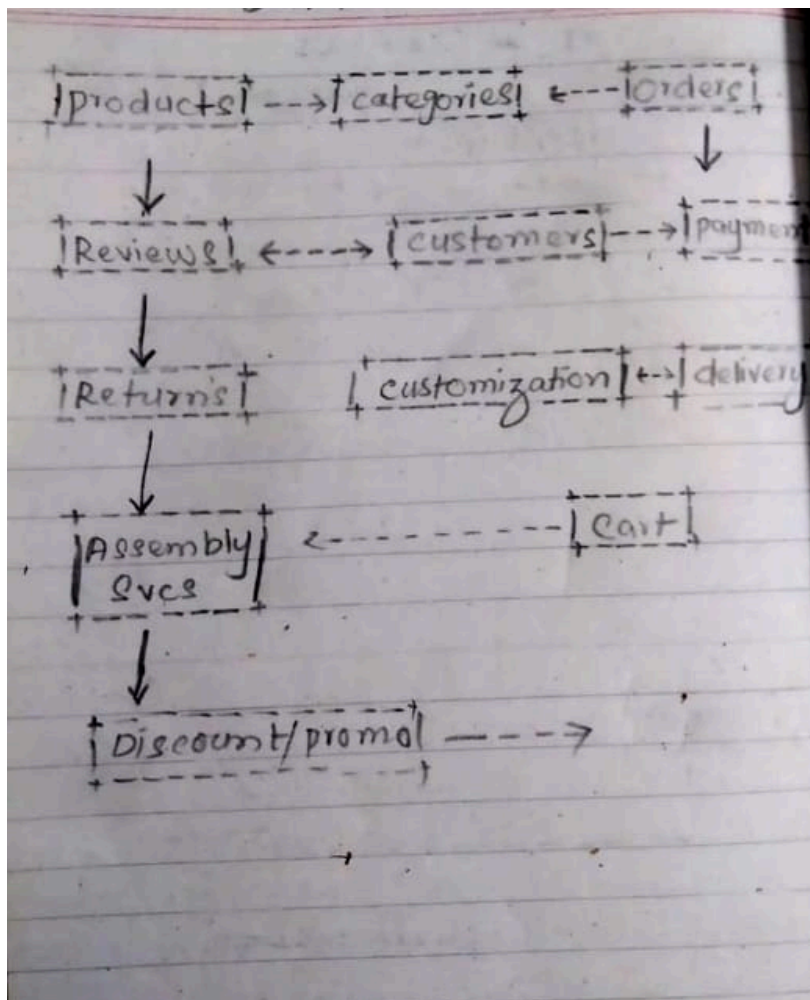 products categories orders
Reviews customers paymen
Returns customization delivery
Assembly cart
Svcs
Discount/promo